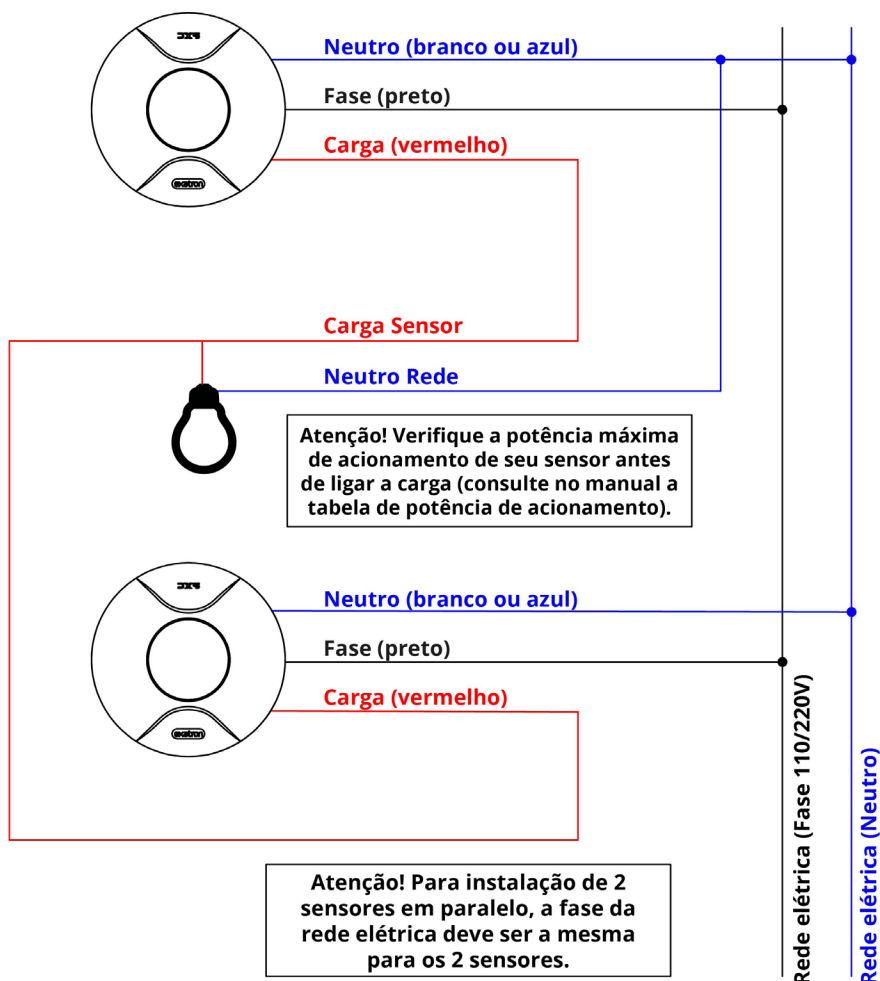 Neutro (branco ou azul)
Fase (preto)
Carga (vermelho)
exatron
Carga Sensor
Neutro Rede
Atenção! Verifique a potência máxima
de acionamento de seu sensor antes
de ligar a carga (consulte no manual a
tabela de potência de acionamento).
Neutro (branco ou azul)
Fase (preto)
Carga (vermelho)
exatron
Rede elétrica (Fase 110/220V)
Rede elétrica (Neutro)
Atenção! Para instalação de 2
sensores em paralelo, a fase da
rede elétrica deve ser a mesma
para os 2 sensores.